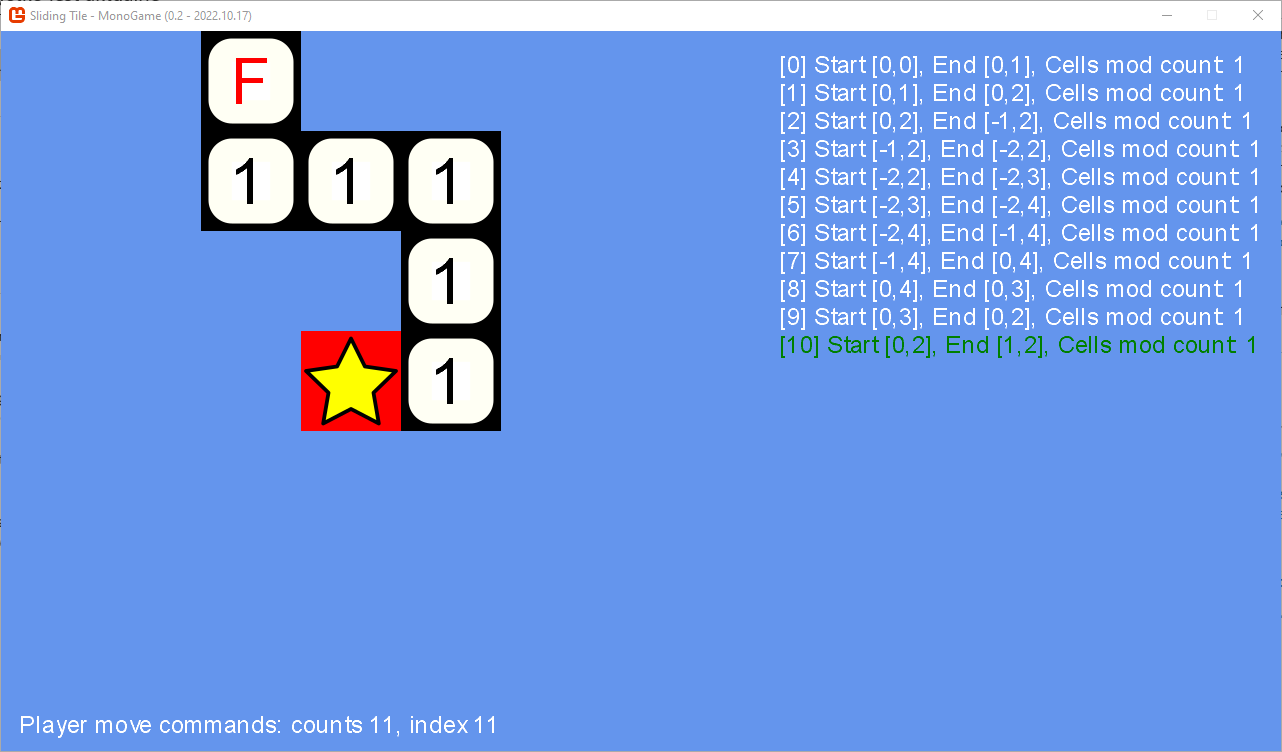 Sliding Tile - MonoGame (0.2 - 2022.10.17)
F
1 1 1
1
1
[0] Start [0,0], End [0,1], Cells mod count 1
[1] Start [0,1], End [0,2], Cells mod count 1
[2] Start [0,2], End [-1,2], Cells mod count 1
[3] Start [-1,2], End [-2,2], Cells mod count 1
[4] Start [-2,2], End [-2,3], Cells mod count 1
[5] Start [-2,3], End [-2,4], Cells mod count 1
[6] Start [-2,4], End [-1,4], Cells mod count 1
[7] Start [-1,4], End [0,4], Cells mod count 1
[8] Start [0,4], End [0,3], Cells mod count 1
[9] Start [0,3], End [0,2], Cells mod count 1
[10] Start [0,2], End [1,2], Cells mod count 1
Player move commands: counts 11, index 11